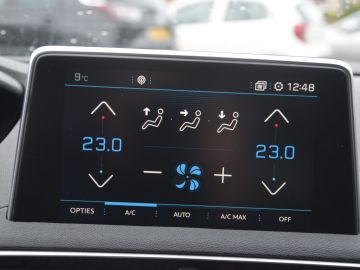 9°C 12:48
23.0 23.0
OPTIES A/C AUTO A/C MAX OFF